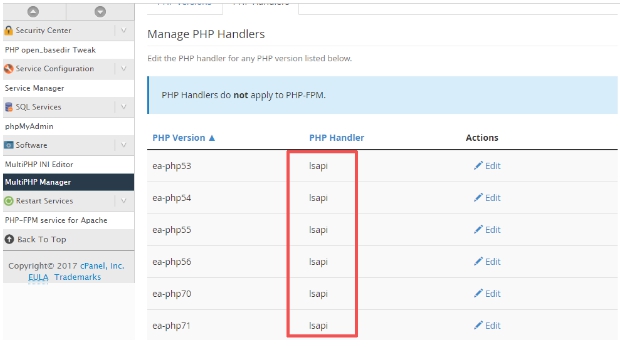 Security Center
PHP open_basedir Tweak
Service Configuration
Service Manager
SQL Services
phpMyAdmin
Software
MultiPHP INI Editor
MultiPHP Manager
Restart Services
PHP-FPM service for Apache
Back To Top
Copyright© 2017 cPanel, Inc.
EULA Trademarks
PHP Versions PHP Handlers
Manage PHP Handlers
Edit the PHP handler for any PHP version listed below.
PHP Handlers do not apply to PHP-FPM.
PHP Version ▲ PHP Handler Actions
ea-php53 lsapi Edit
ea-php54 lsapi Edit
ea-php55 lsapi Edit
ea-php56 lsapi Edit
ea-php70 lsapi Edit
ea-php71 lsapi Edit